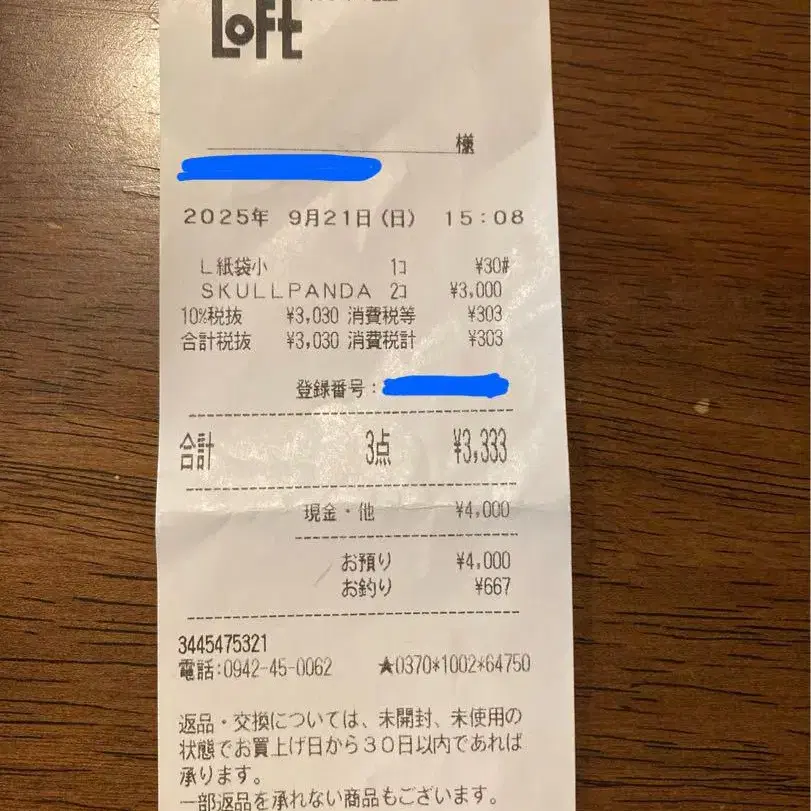 LOFT
様
2025年 9月21日(日) 15:08
L紙袋小 1コ ¥30#
SKULLPANDA 2コ ¥3,000
10%税抜 ¥3,030 消費税等 ¥303
合計税抜 ¥3,030 消費税計 ¥303
登録番号:
合計 3点 ¥3,333
現金・他 ¥4,000
お預り ¥4,000
お釣り ¥667
3445475321
電話:0942-45-0062 ★0370*1002*64750
返品・交換については、未開封、未使用の
状態でお買上げ日から30日以内であれば
承ります。
一部返品を承れない商品もございます。